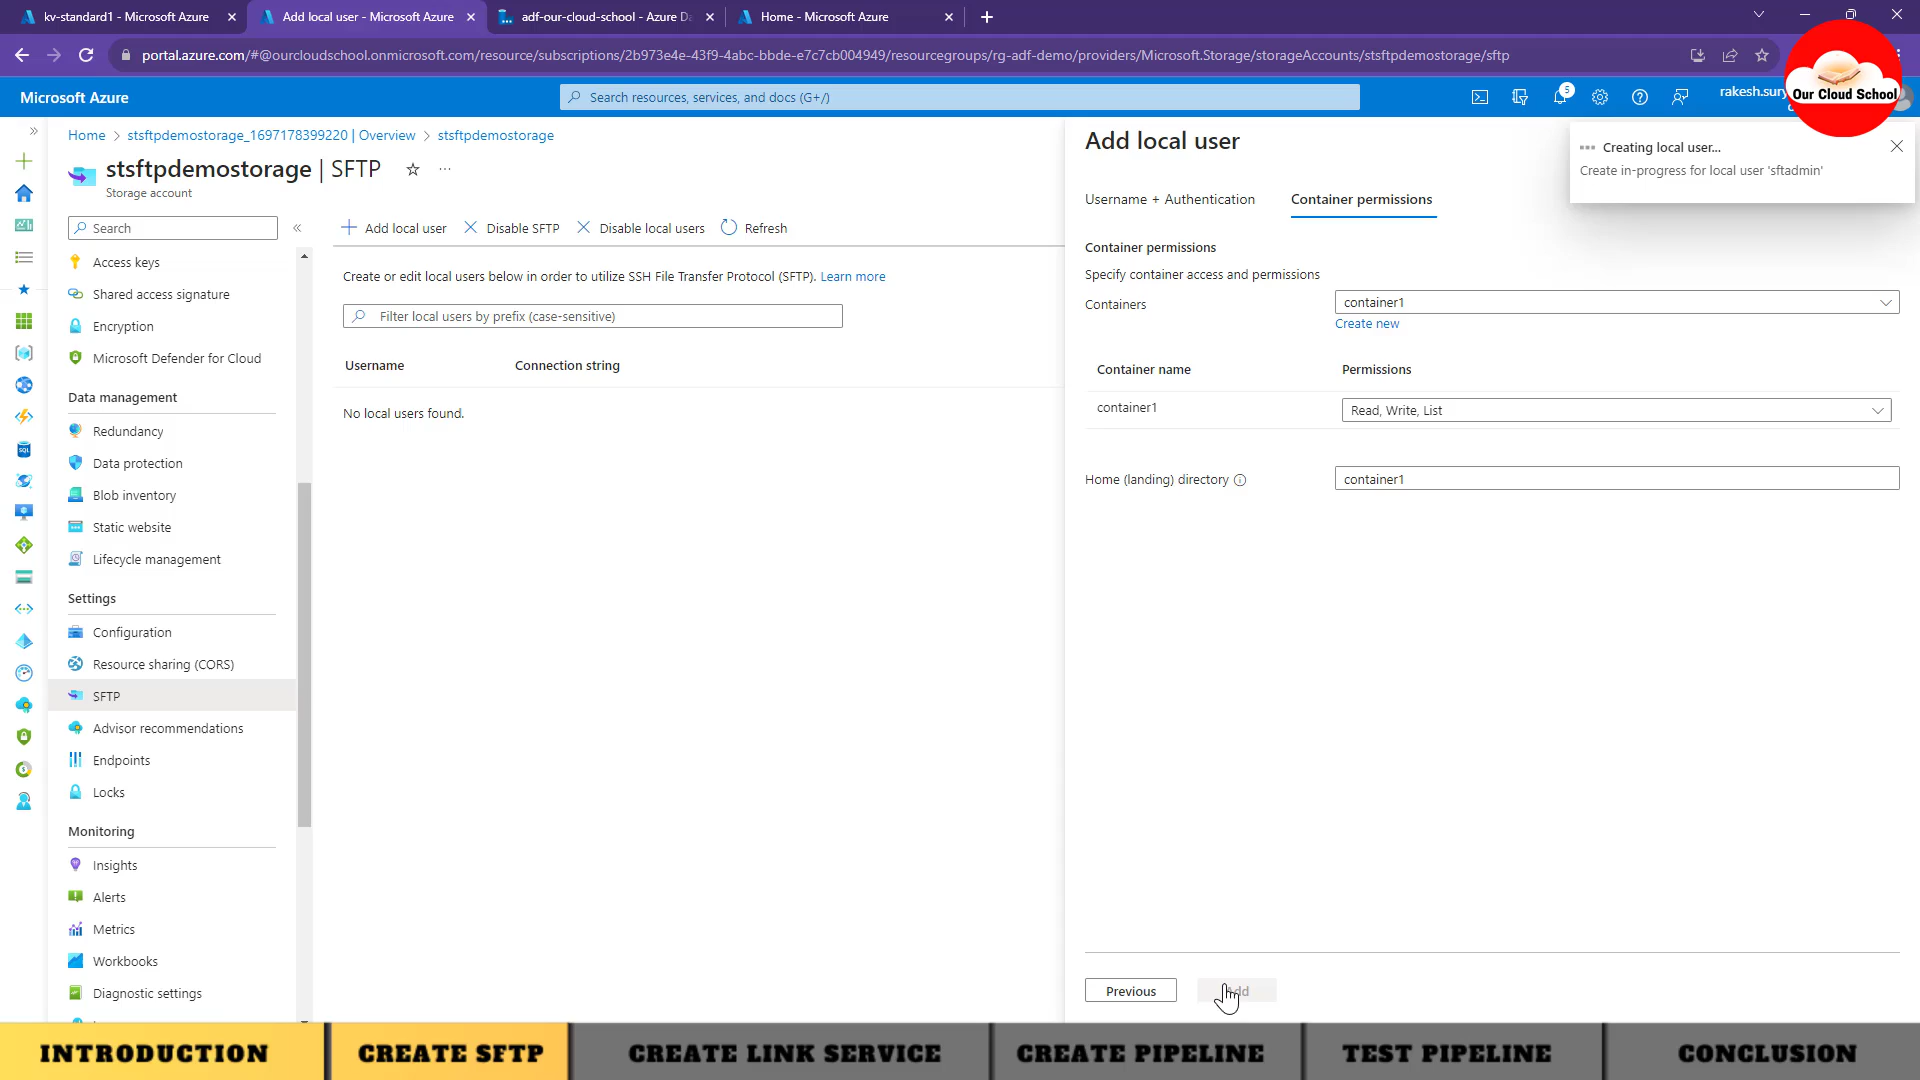 kv-standard1 - Microsoft Azure
Add local user - Microsoft Azure
adf-our-cloud-school - Azure Da
Home - Microsoft Azure
portal.azure.com/#@ourcloudschool.onmicrosoft.com/resource/subscriptions/2b973e4e-43f9-4abc-bbde-e7c7cb004949/resourcegroups/rg-adf-demo/providers/Microsoft.Storage/storageAccounts/stsftpdemostorage/sftp
Microsoft Azure
Search resources, services, and docs (G+/)
5
rakesh.sury
Our Cloud School
Home > stsftpdemostorage_1697178399220 | Overview > stsftpdemostorage
stsftpdemostorage | SFTP
Storage account
Search
Access keys
Shared access signature
Encryption
Microsoft Defender for Cloud
Data management
Redundancy
Data protection
Blob inventory
Static website
Lifecycle management
Settings
Configuration
Resource sharing (CORS)
SFTP
Advisor recommendations
Endpoints
Locks
Monitoring
Insights
Alerts
Metrics
Workbooks
Diagnostic settings
Add local user
Disable SFTP
Disable local users
Refresh
Create or edit local users below in order to utilize SSH File Transfer Protocol (SFTP). Learn more
Filter local users by prefix (case-sensitive)
Username
Connection string
No local users found.
Add local user
Creating local user...
Create in-progress for local user 'sftadmin'
Username + Authentication
Container permissions
Container permissions
Specify container access and permissions
Containers
container1
Create new
Container name
Permissions
container1
Read, Write, List
Home (landing) directory
container1
Previous
INTRODUCTION
CREATE SFTP
CREATE LINK SERVICE
CREATE PIPELINE
TEST PIPELINE
CONCLUSION